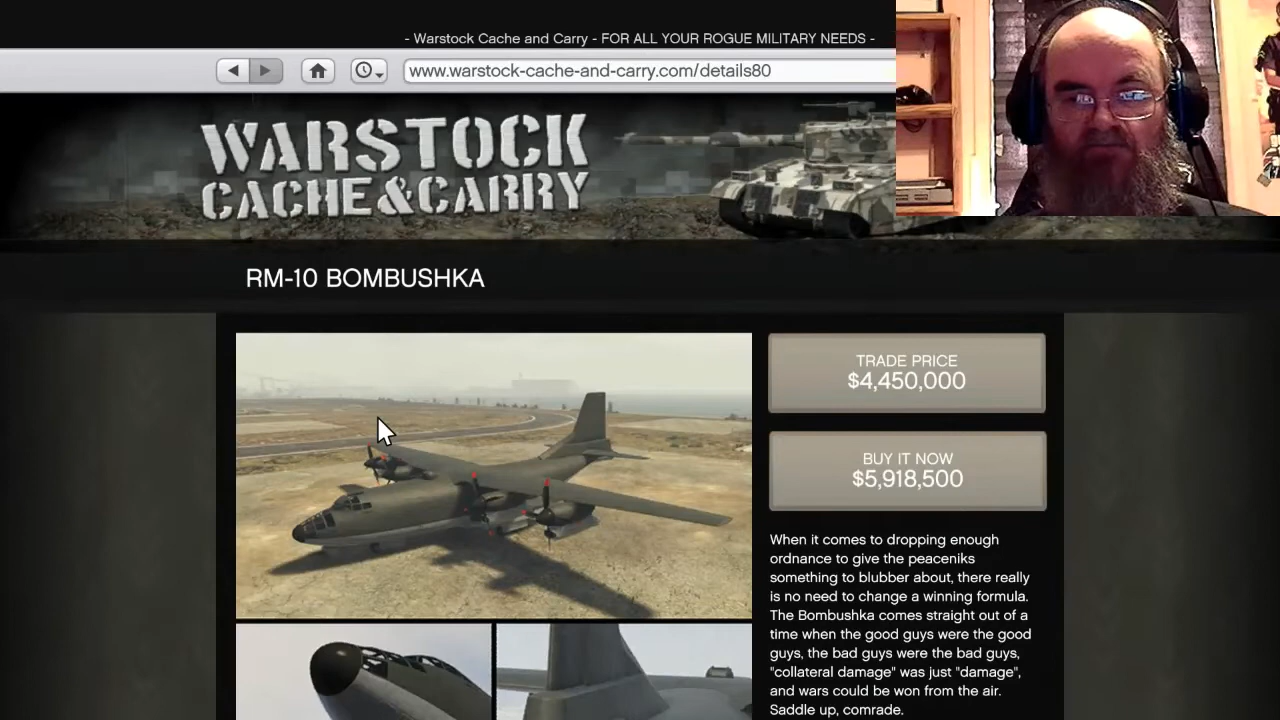 - Warstock Cache and Carry - FOR ALL YOUR ROGUE MILITARY NEEDS -
www.warstock-cache-and-carry.com/details80
WARSTOCK
CACHE&CARRY
RM-10 BOMBUSHKA
TRADE PRICE
$4,450,000
BUY IT NOW
$5,918,500
When it comes to dropping enough
ordnance to give the peaceniks
something to blubber about, there really
is no need to change a winning formula.
The Bombushka comes straight out of a
time when the good guys were the good
guys, the bad guys were the bad guys,
"collateral damage" was just "damage",
and wars could be won from the air.
Saddle up, comrade.